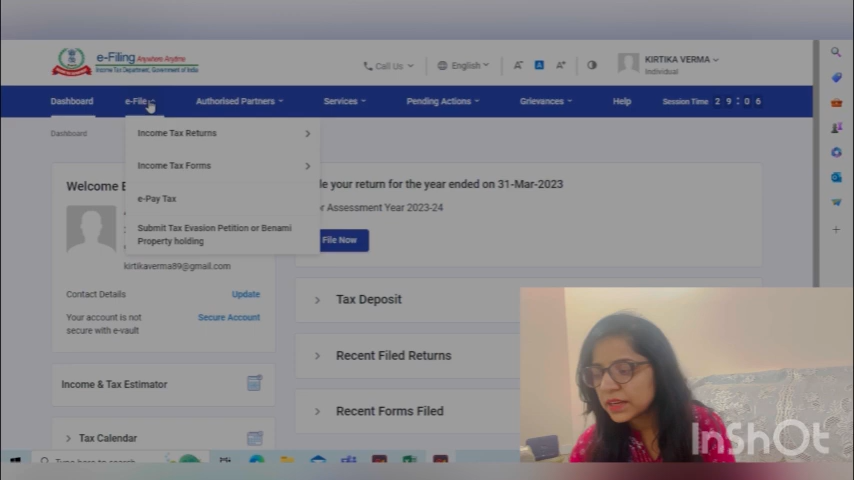 e-Filing Anywhere Anytime
Income Tax Department, Government of India
Call Us
English
A
A
A
KIRTIKA VERMA
Individual
Dashboard
e-File
Authorised Partners
Services
Pending Actions
Grievances
Help
Session Time 2 9 : 0 6
Dashboard
Income Tax Returns
Income Tax Forms
e-Pay Tax
Submit Tax Evasion Petition or Benami
Property holding
Welcome
kirtikaverma89@gmail.com
Contact Details
Update
Your account is not
secure with e-vault
Secure Account
Income & Tax Estimator
Tax Calendar
your return for the year ended on 31-Mar-2023
Assessment Year 2023-24
File Now
Tax Deposit
Recent Filed Returns
Recent Forms Filed
Type here to search
InShOt